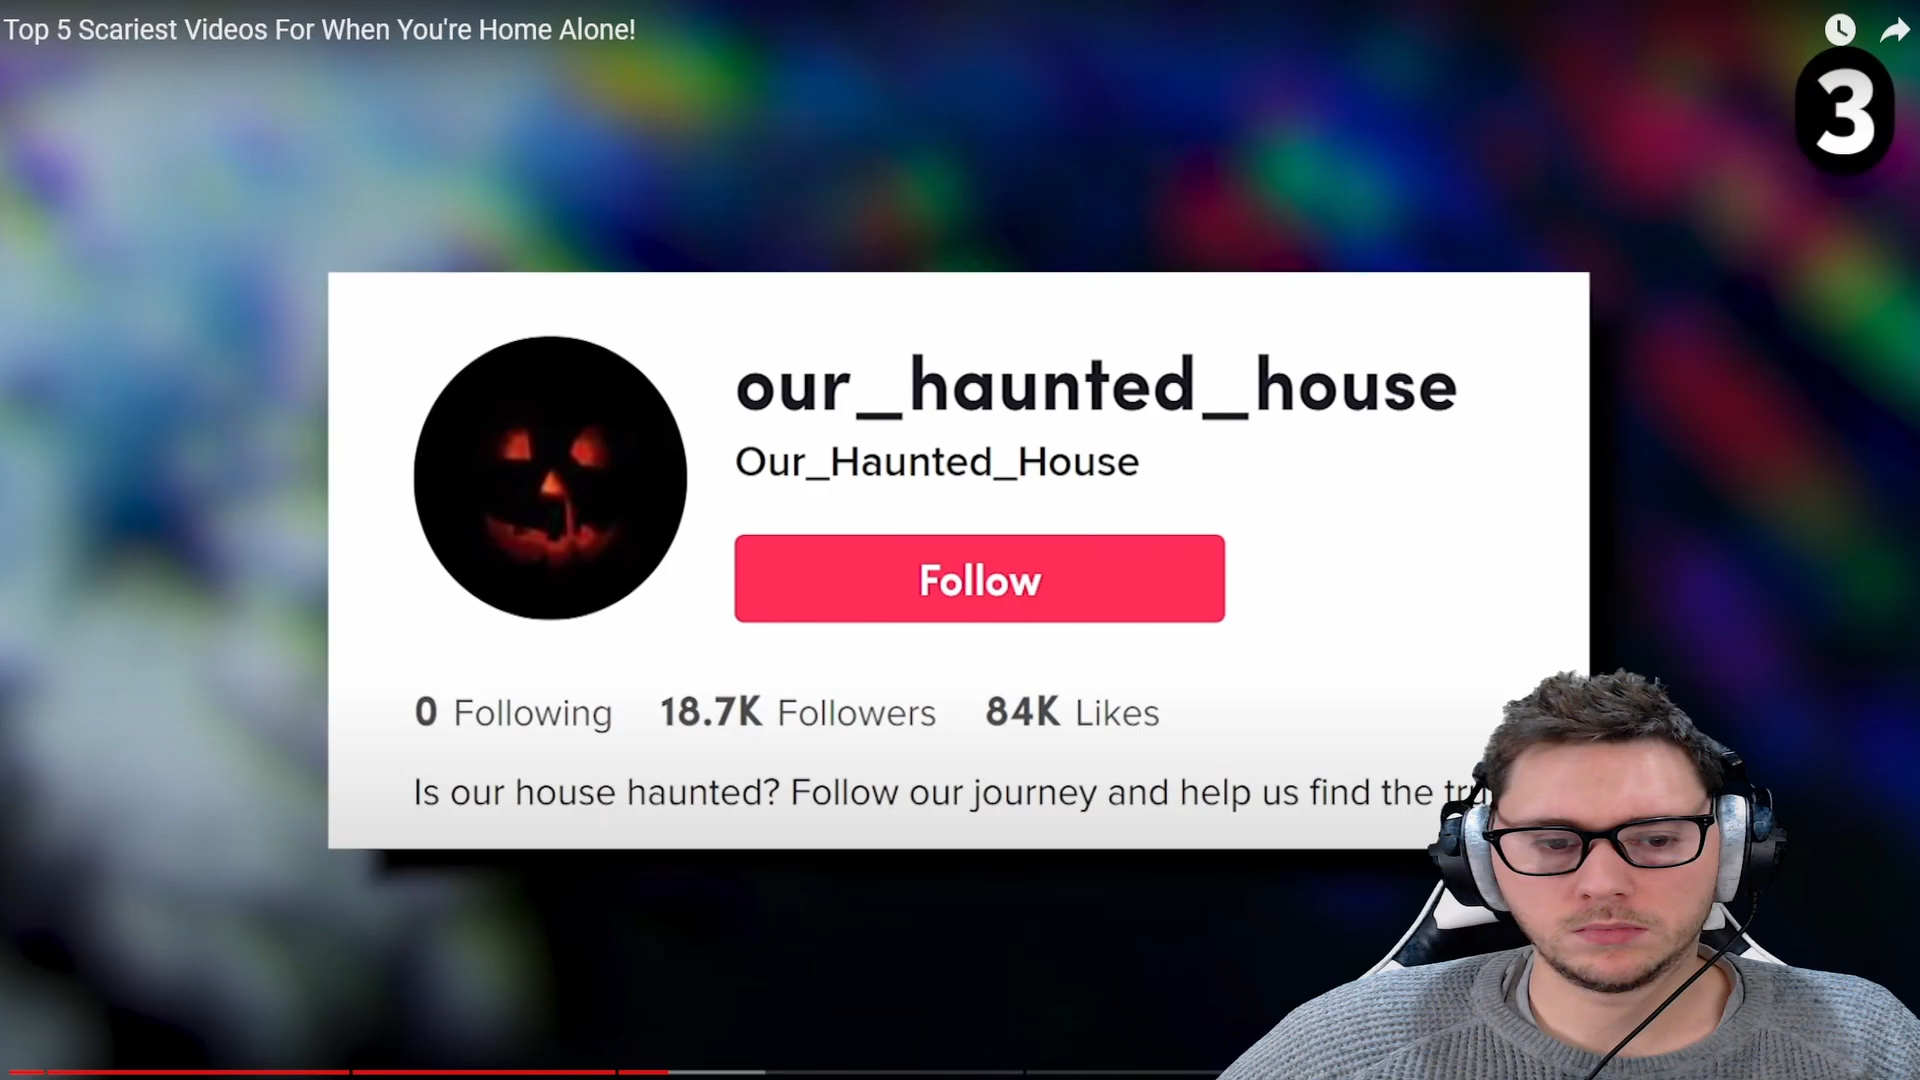 Top 5 Scariest Videos For When You're Home Alone!
3
our_haunted_house
Our_Haunted_House
Follow
0 Following 18.7K Followers 84K Likes
Is our house haunted? Follow our journey and help us find the